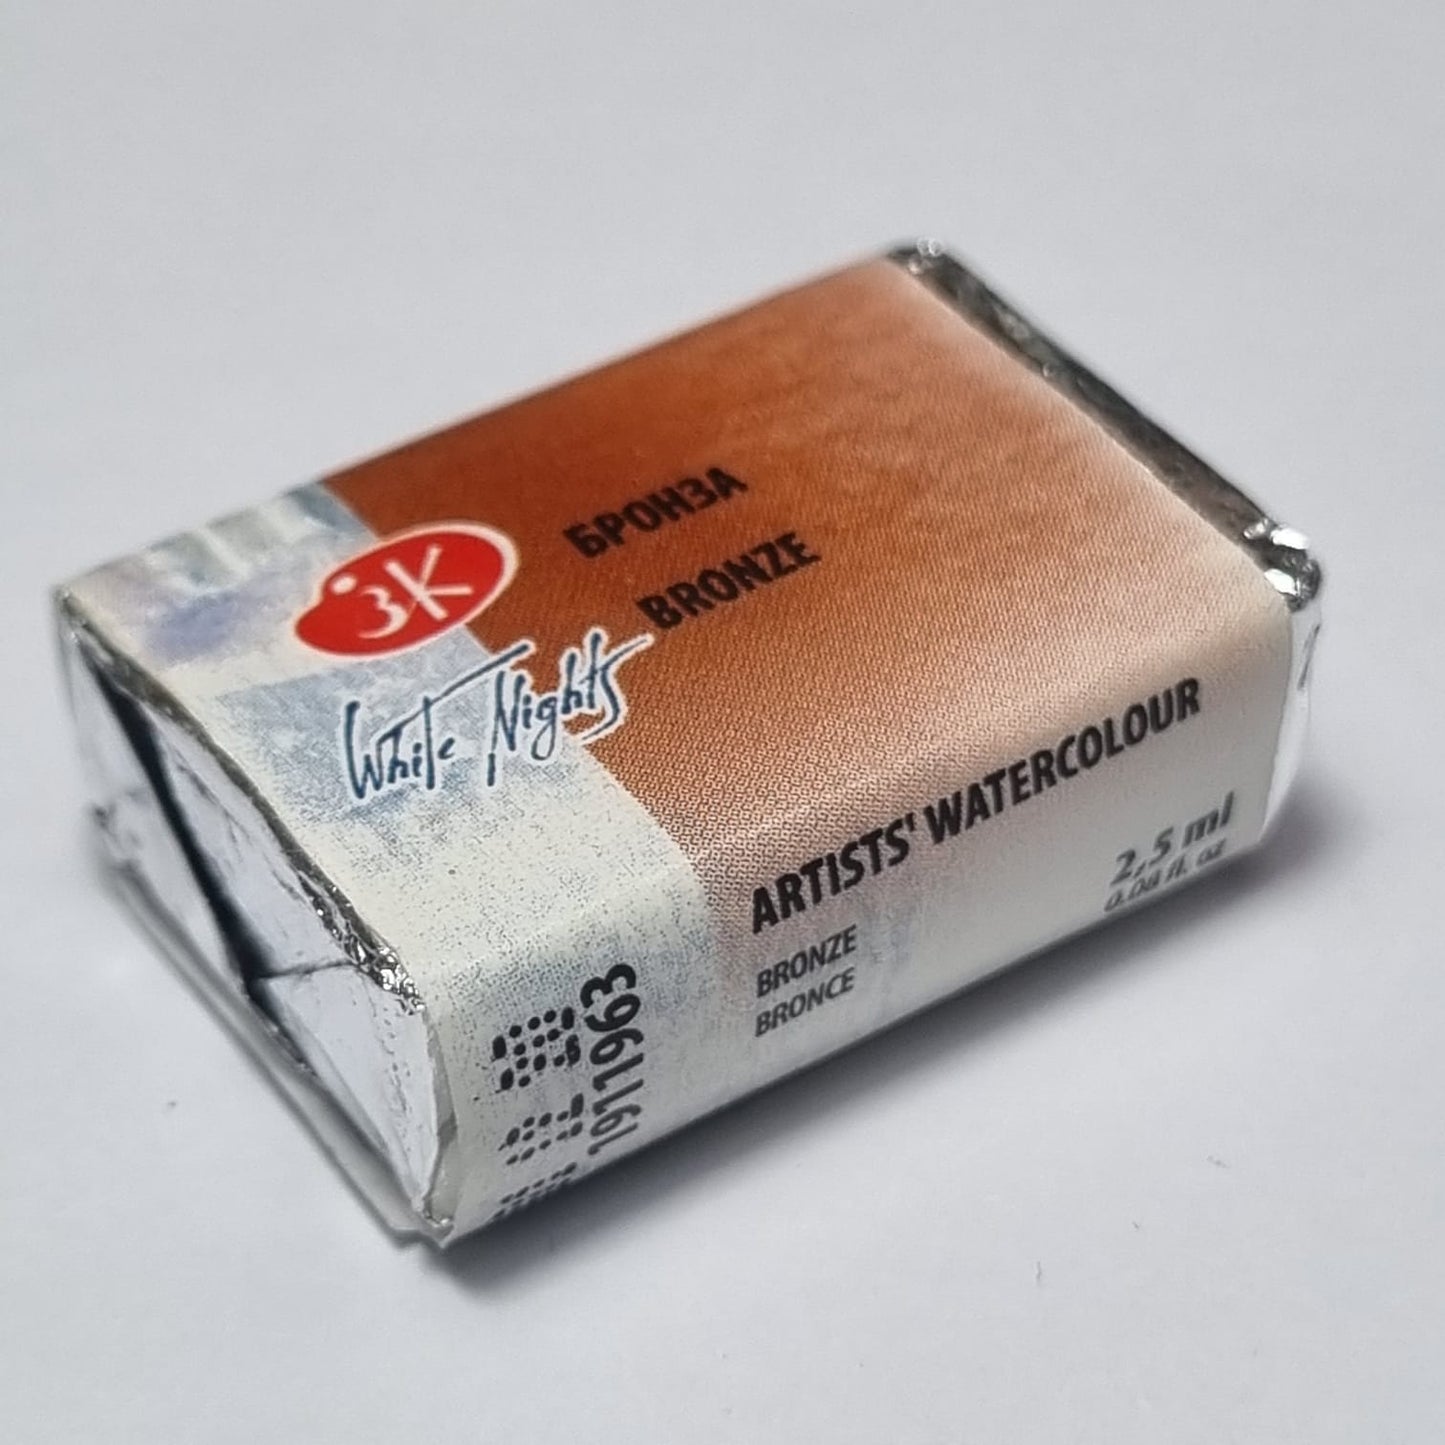 ЗК
White Nights
БРОНЗА
BRONZE
ARTISTS' WATERCOLOUR
BRONZE
BRONCE
2,5 ml
0.08 fl. oz
1911963